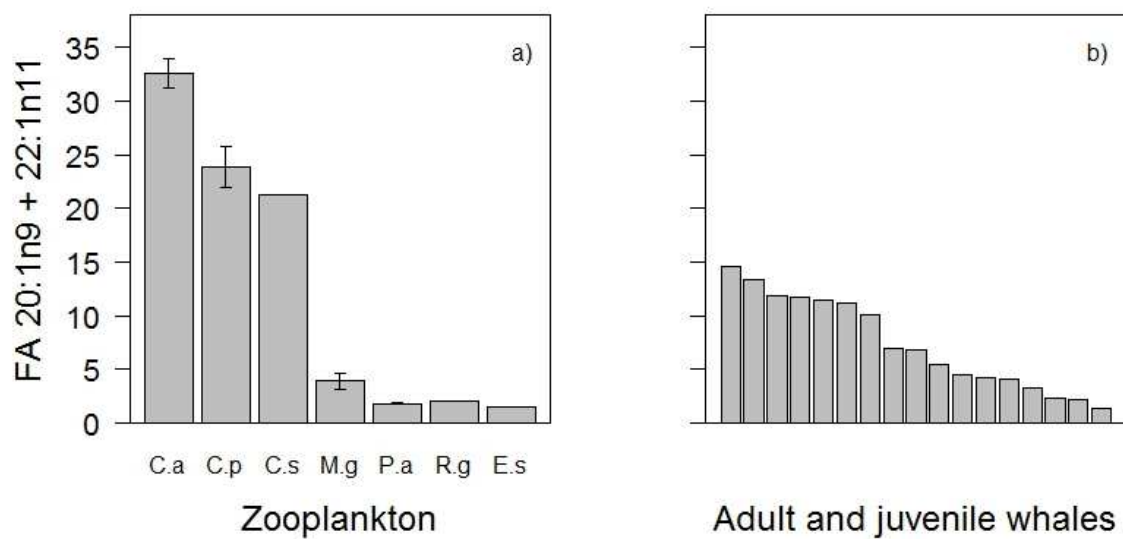 FA 20:1n9 + 22:1n11
35
30
25
20
15
10
5
0
a)
C.a C.p C.s M.g P.a R.g E.s
Zooplankton
b)
Adult and juvenile whales